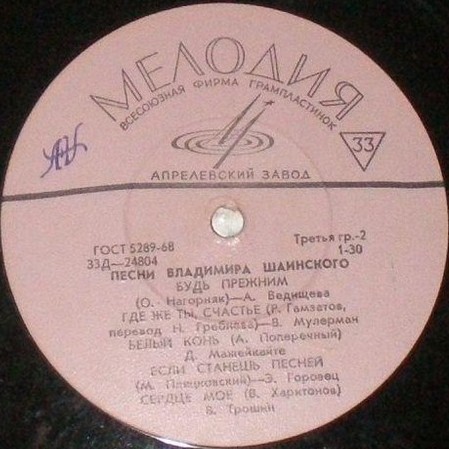 МЕЛОДИЯ
ВСЕСОЮЗНАЯ ФИРМА ГРАМПЛАСТИНОК
33
АПРЕЛЕВСКИЙ ЗАВОД
ГОСТ 5289-68
Третья гр.-2
33Д—24804
1-30
ПЕСНИ ВЛАДИМИРА ШАИНСКОГО
БУДЬ ПРЕЖНИМ
(О. Нагорняк)—А. Ведищева
ГДЕ ЖЕ ТЫ, СЧАСТЬЕ (Р. Гамзатов,
перевод Н. Гребнева)—В. Мулерман
БЕЛЫЙ КОНЬ (А. Поперечный)
Д. Мажейкайте
ЕСЛИ СТАНЕШЬ ПЕСНЕЙ
(М. Пляцковский)—Э. Горовец
СЕРДЦЕ МОЕ (В. Харитонов)
В. Трошин